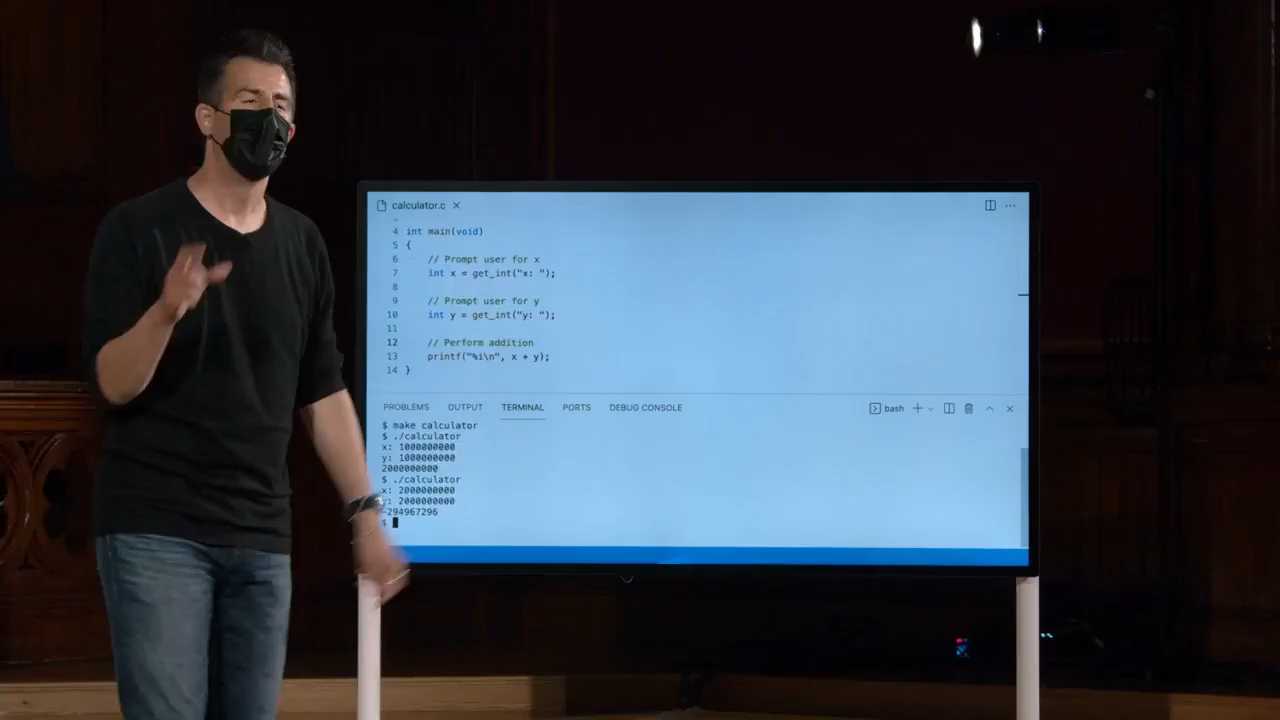 calculator.c
4 int main(void)
5 {
6 // Prompt user for x
7 int x = get_int("x: ");
8
9 // Prompt user for y
10 int y = get_int("y: ");
11
12 // Perform addition
13 printf("%i\n", x + y);
14 }
PROBLEMS OUTPUT TERMINAL PORTS DEBUG CONSOLE bash
$ make calculator
$ ./calculator
x: 1000000000
y: 1000000000
2000000000
$ ./calculator
x: 2000000000
y: 2000000000
-294967296
$